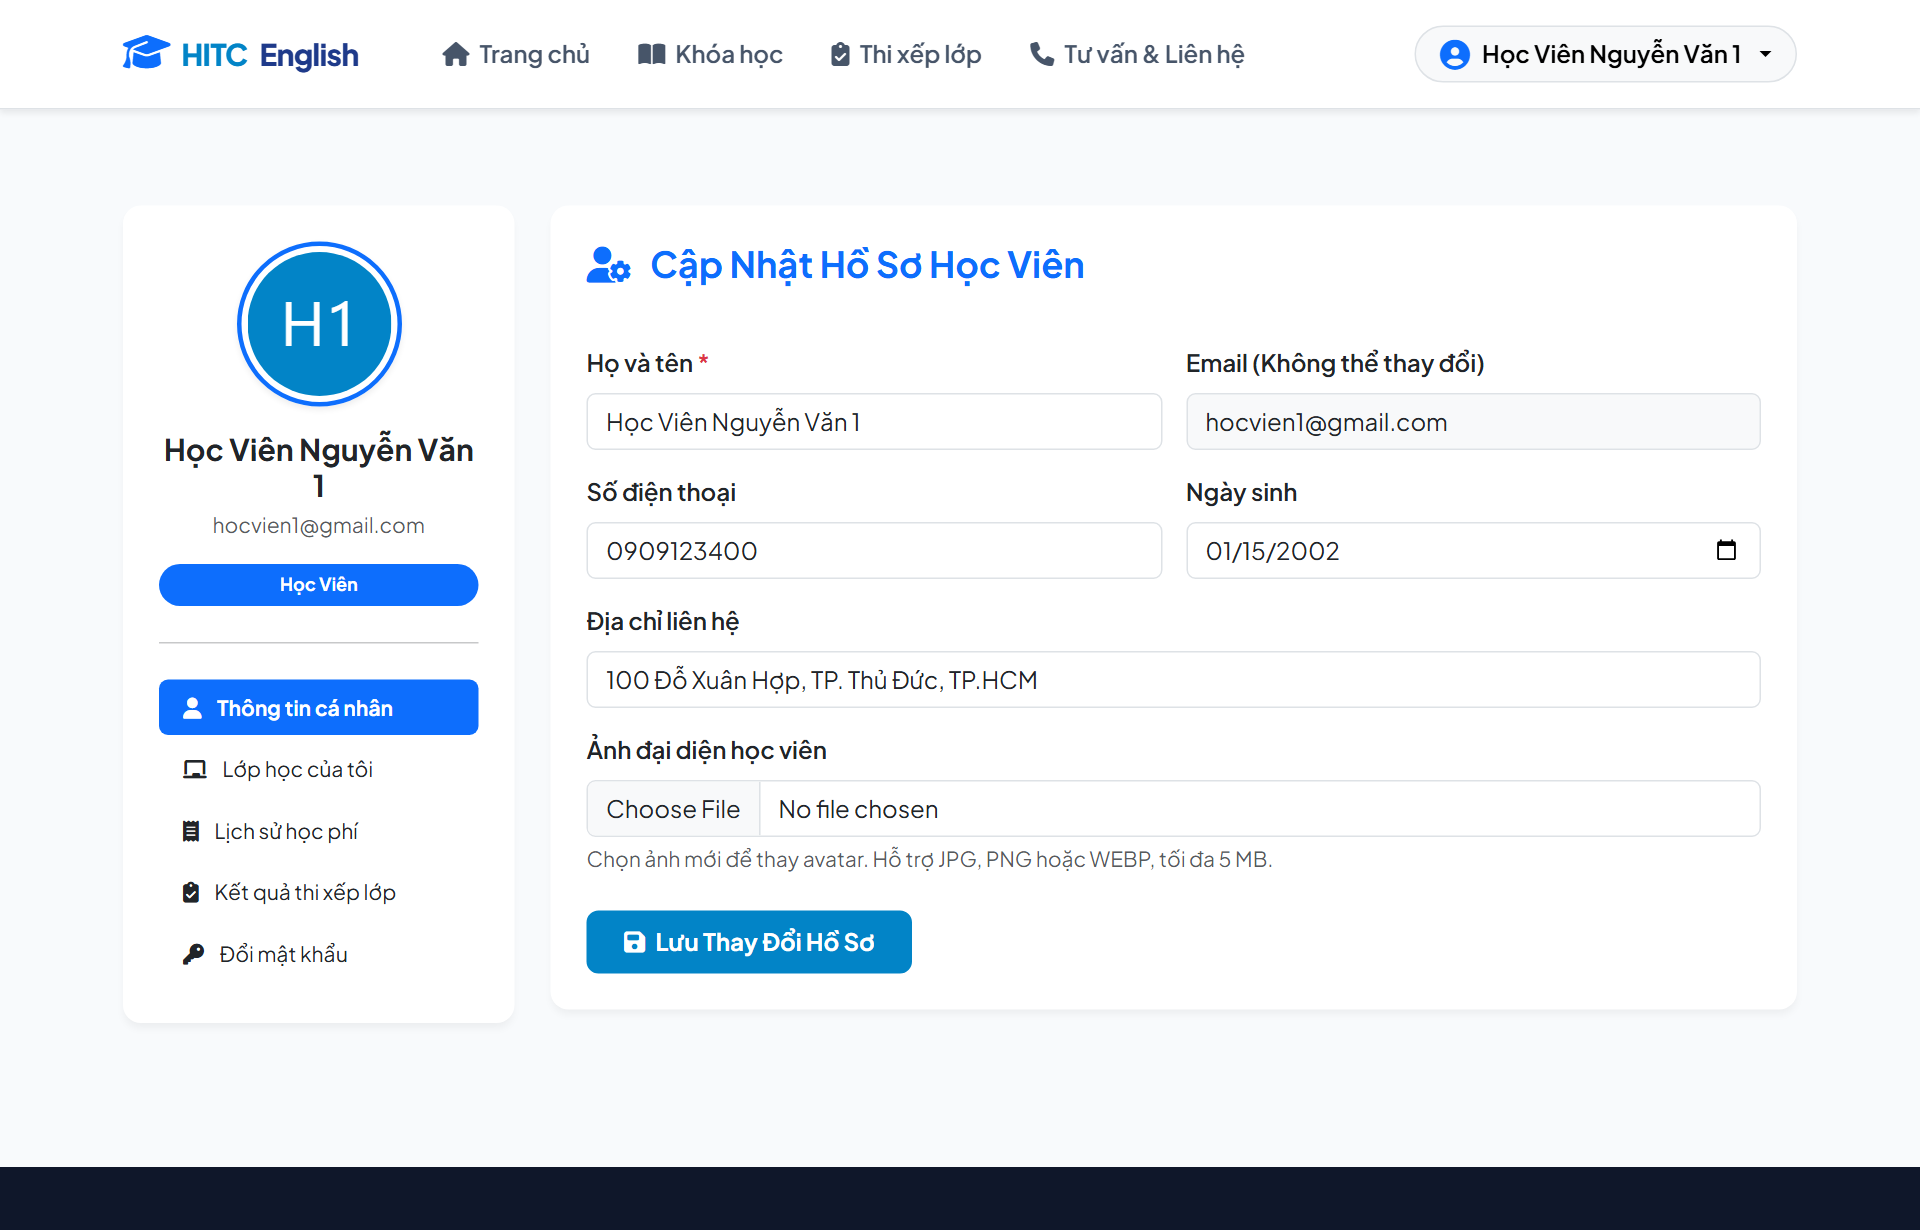 HITC English
Trang chủ
Khóa học
Thi xếp lớp
Tư vấn & Liên hệ
Học Viên Nguyễn Văn 1
H1
Học Viên Nguyễn Văn
1
hocvien1@gmail.com
Học Viên
Thông tin cá nhân
Lớp học của tôi
Lịch sử học phí
Kết quả thi xếp lớp
Đổi mật khẩu
Cập Nhật Hồ Sơ Học Viên
Họ và tên *
Học Viên Nguyễn Văn 1
Email (Không thể thay đổi)
hocvien1@gmail.com
Số điện thoại
0909123400
Ngày sinh
01/15/2002
Địa chỉ liên hệ
100 Đỗ Xuân Hợp, TP. Thủ Đức, TP.HCM
Ảnh đại diện học viên
Choose File No file chosen
Chọn ảnh mới để thay avatar. Hỗ trợ JPG, PNG hoặc WEBP, tối đa 5 MB.
Lưu Thay Đổi Hồ Sơ